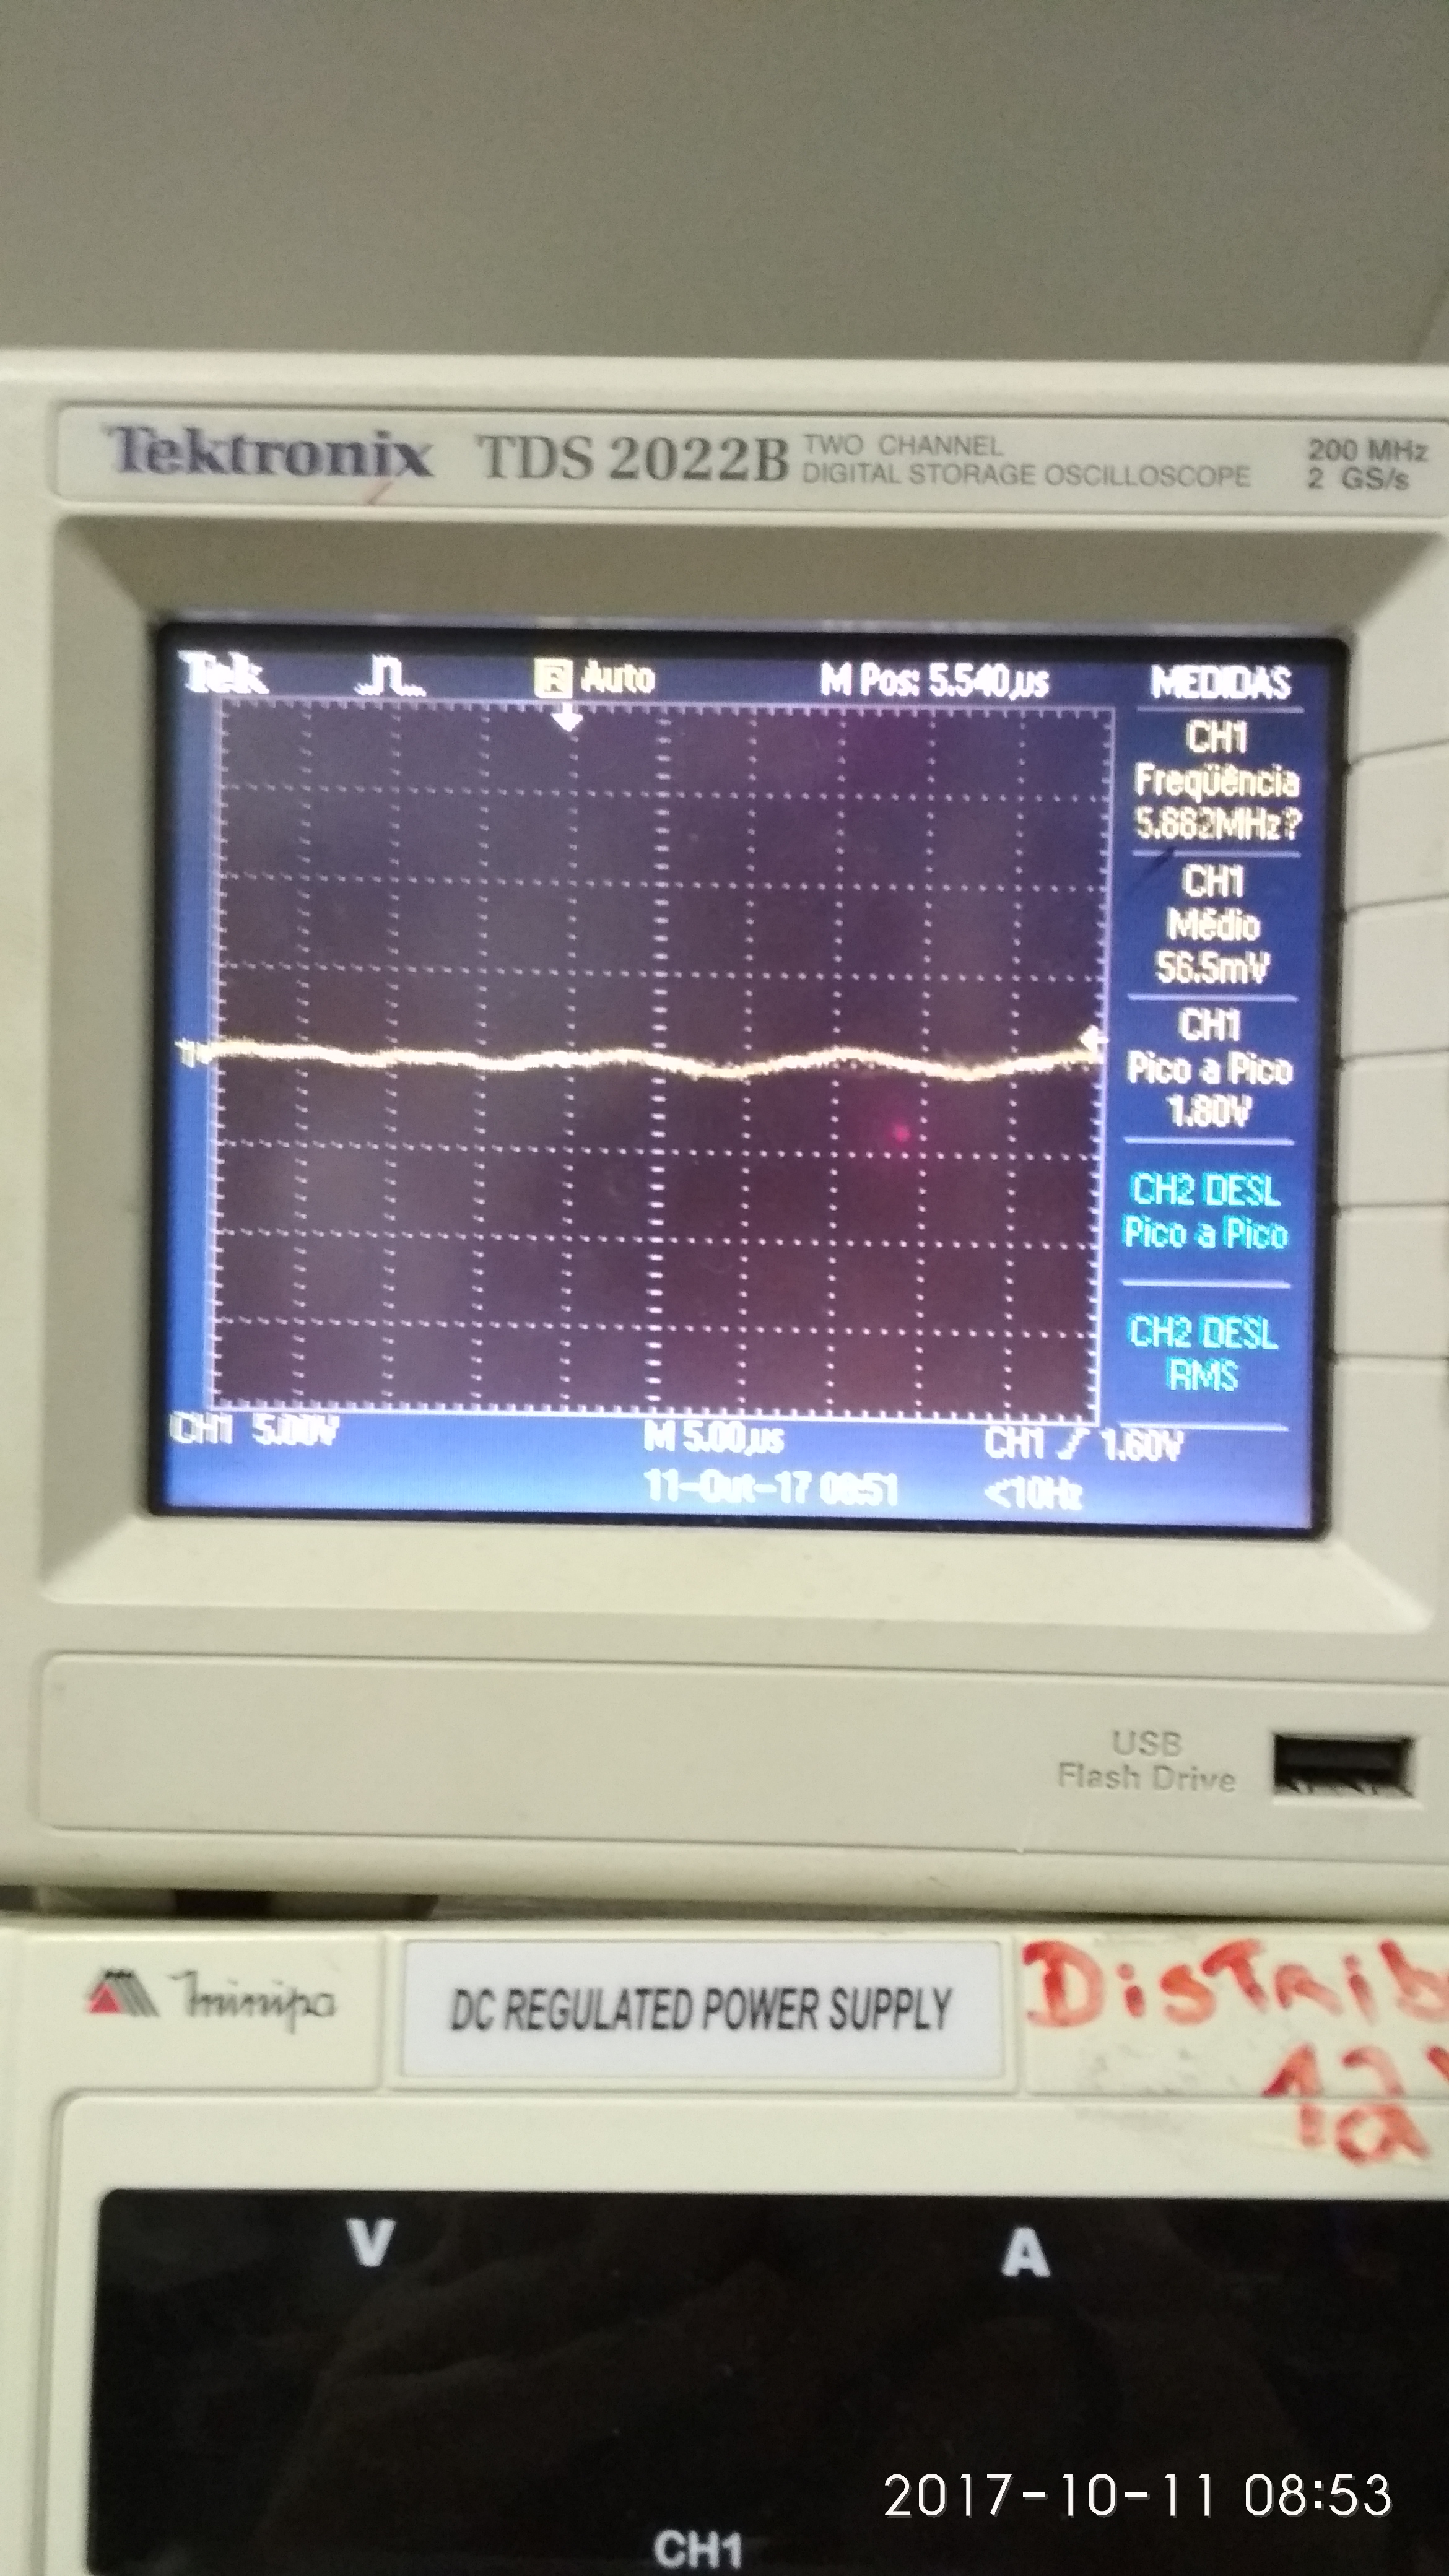 Tektronix TDS 2022B TWO CHANNEL DIGITAL STORAGE OSCILLOSCOPE 200 MHz 2 GS/s
Tek R Auto M Pos: 5.540µs MEDIDAS
CH1
Freqüência
5.882MHz?
CH1
Médio
56.5mV
CH1
Pico a Pico
1.80V
CH2 DESL
Pico a Pico
CH2 DESL
RMS
1
CH1 5.00V M 5.00µs CH1 1.60V
11-Out-17 08:51 <10Hz
USB
Flash Drive
minipa DC REGULATED POWER SUPPLY
V A
CH1
2017-10-11 08:53